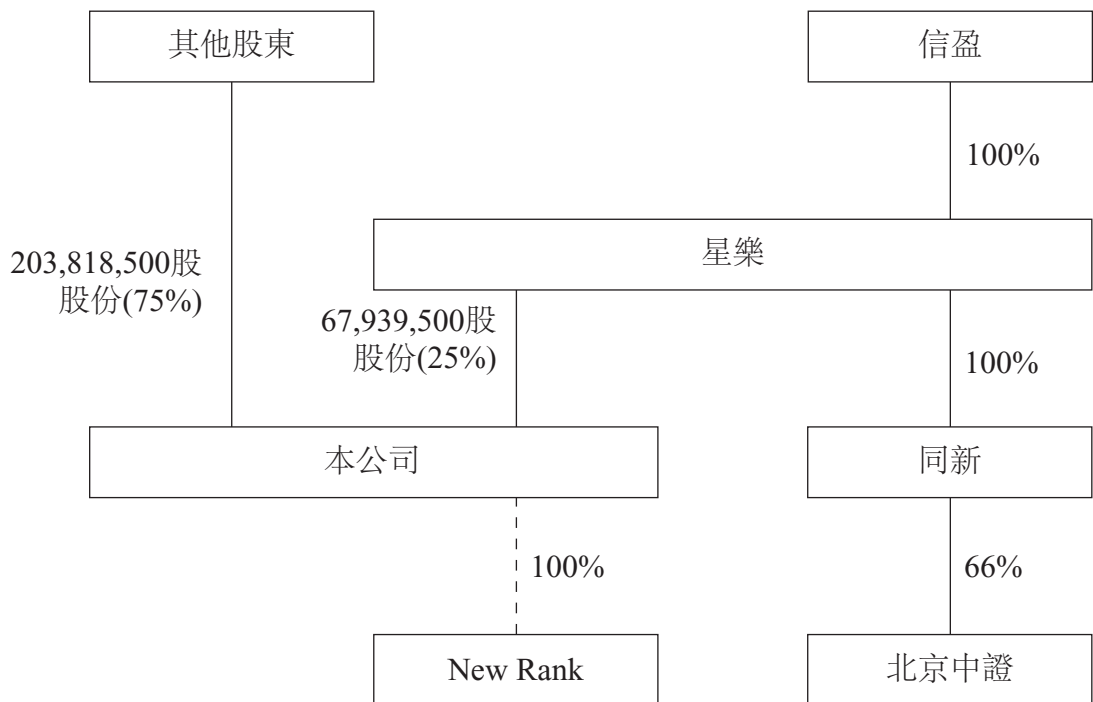 其他股東
信盈
100%
星樂
203,818,500股
股份(75%)
67,939,500股
股份(25%)
100%
本公司
同新
100%
66%
New Rank
北京中證